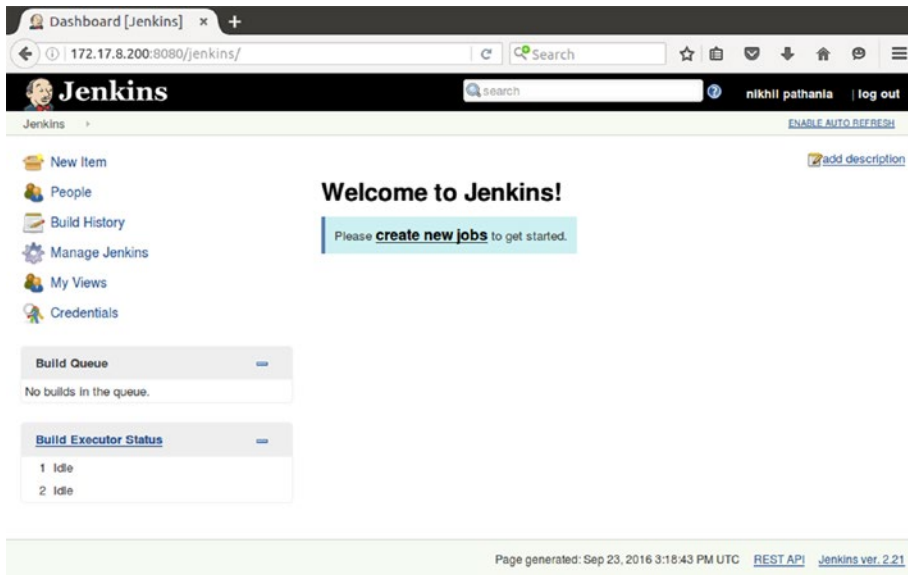 Dashboard [Jenkins] × +
172.17.8.200:8080/jenkins/ Search
Jenkins search nikhil pathania | log out
Jenkins ENABLE AUTO REFRESH
add description
New Item
People
Build History
Manage Jenkins
My Views
Credentials
Welcome to Jenkins!
Please create new jobs to get started.
Build Queue
No builds in the queue.
Build Executor Status
1 Idle
2 Idle
Page generated: Sep 23, 2016 3:18:43 PM UTC REST API Jenkins ver. 2.21